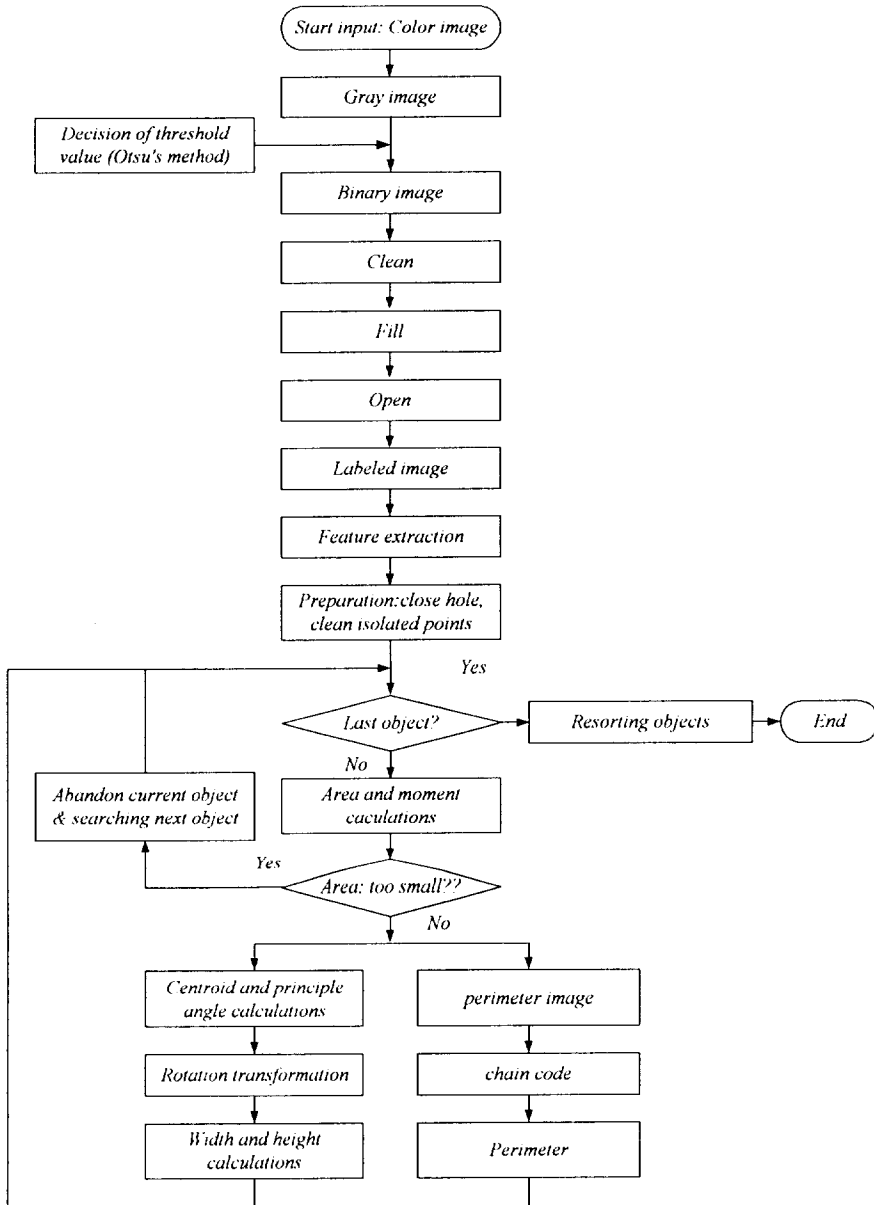 Start input: Color image
Gray image
Decision of threshold
value (Otsu's method)
Binary image
Clean
Fill
Open
Labeled image
Feature extraction
Preparation:close hole,
clean isolated points
Yes
Last object?
Resorting objects
End
No
Abandon current object
& searching next object
Area and moment
caculations
Yes
Area: too small??
No
Centroid and principle
angle calculations
perimeter image
Rotation transformation
chain code
Width and height
calculations
Perimeter